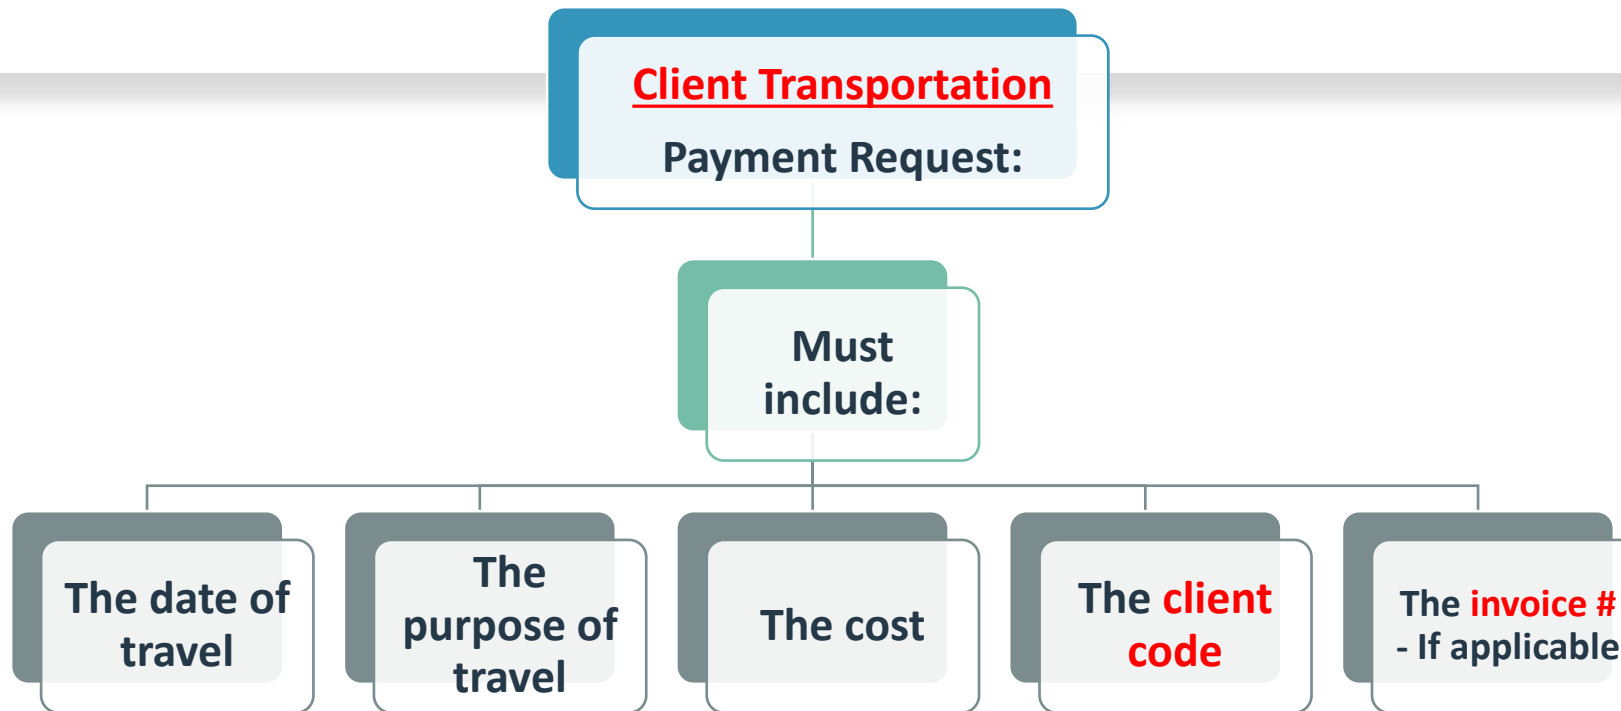 Client Transportation
Payment Request:
Must
include:
The date of
travel
The
purpose of
travel
The cost
The client
code
The invoice #
- If applicable